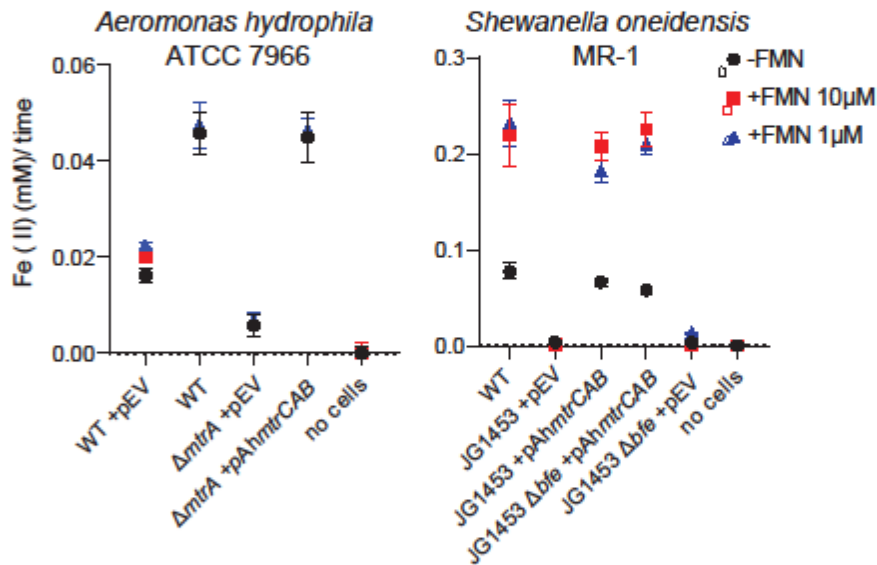 Aeromonas hydrophila
ATCC 7966
Shewanella oneidensis
MR-1
-FMN
+FMN 10µM
+FMN 1µM
Fe ( II) (mM)/ time
0.06
0.04
0.02
0.00
WT +pEV
WT
ΔmtrA +pEV
ΔmtrA +pAhmtrCAB
no cells
0.3
0.2
0.1
0.0
WT
JG1453 +pEV
JG1453 +pAhmtrCAB
JG1453 Δbfe +pAhmtrCAB
JG1453 Δbfe +pEV
no cells